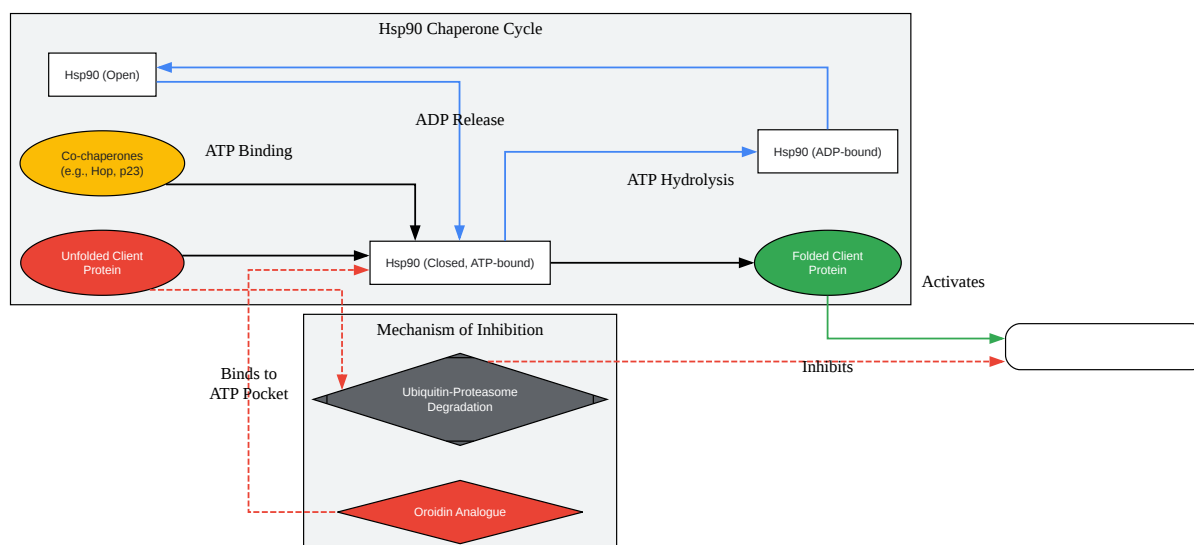 Hsp90 Chaperone Cycle
Hsp90 (Open)
ADP Release
Co-chaperones
(e.g., Hop, p23)
ATP Binding
Hsp90 (ADP-bound)
ATP Hydrolysis
Unfolded Client
Protein
Hsp90 (Closed, ATP-bound)
Folded Client
Protein
Activates
Mechanism of Inhibition
Binds to
ATP Pocket
Inhibits
Ubiquitin-Proteasome
Degradation
Oroidin Analogue